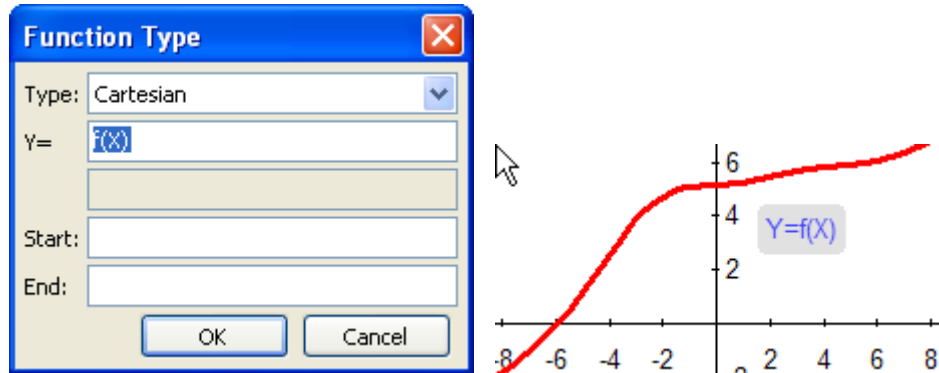 Function Type
Type: Cartesian
Y= f(X)
Start:
End:
OK Cancel
6
4
Y=f(X)
2
-8 -6 -4 -2 2 4 6 8